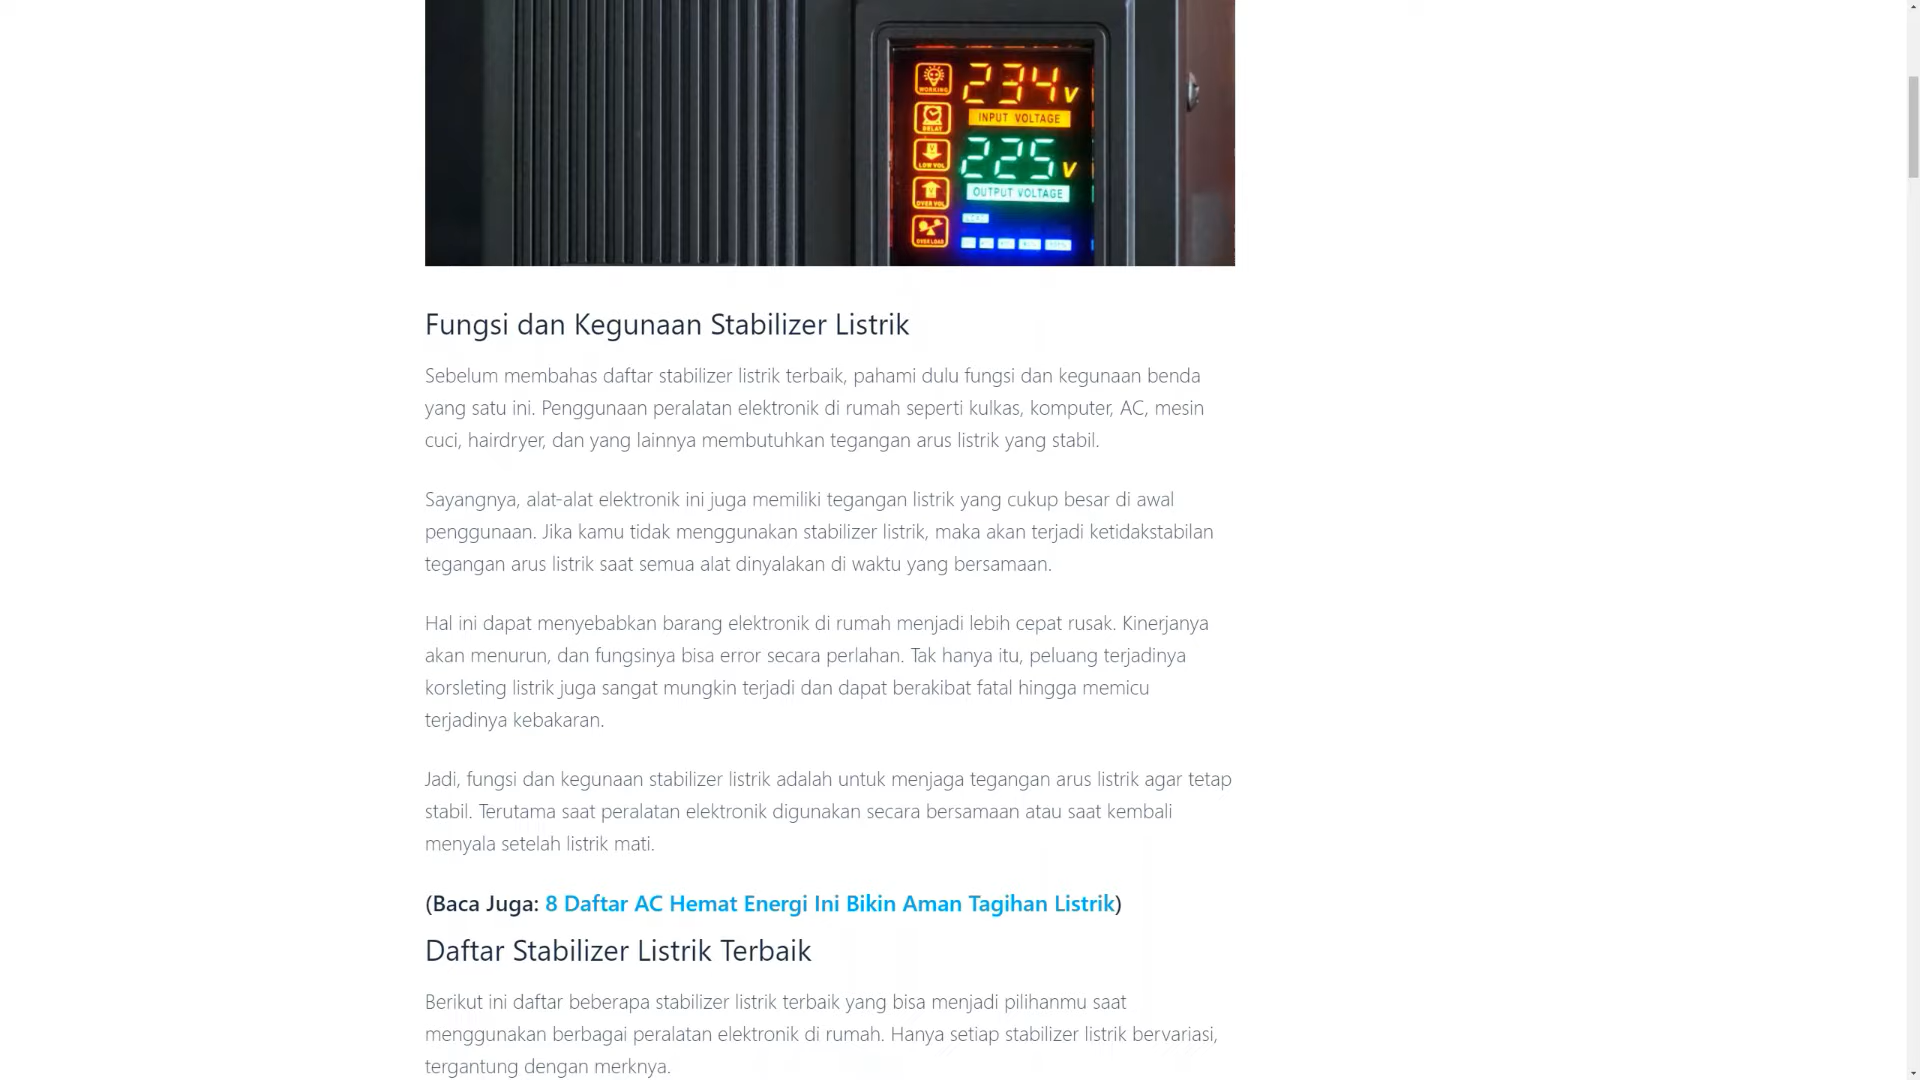 234 V
WORKING
INPUT VOLTAGE
DELAY
225 V
LOW VOL
OUTPUT VOLTAGE
OVER VOL
OVER LOAD
Fungsi dan Kegunaan Stabilizer Listrik
Sebelum membahas daftar stabilizer listrik terbaik, pahami dulu fungsi dan kegunaan benda
yang satu ini. Penggunaan peralatan elektronik di rumah seperti kulkas, komputer, AC, mesin
cuci, hairdryer, dan yang lainnya membutuhkan tegangan arus listrik yang stabil.
Sayangnya, alat-alat elektronik ini juga memiliki tegangan listrik yang cukup besar di awal
penggunaan. Jika kamu tidak menggunakan stabilizer listrik, maka akan terjadi ketidakstabilan
tegangan arus listrik saat semua alat dinyalakan di waktu yang bersamaan.
Hal ini dapat menyebabkan barang elektronik di rumah menjadi lebih cepat rusak. Kinerjanya
akan menurun, dan fungsinya bisa error secara perlahan. Tak hanya itu, peluang terjadinya
korsleting listrik juga sangat mungkin terjadi dan dapat berakibat fatal hingga memicu
terjadinya kebakaran.
Jadi, fungsi dan kegunaan stabilizer listrik adalah untuk menjaga tegangan arus listrik agar tetap
stabil. Terutama saat peralatan elektronik digunakan secara bersamaan atau saat kembali
menyala setelah listrik mati.
(Baca Juga: 8 Daftar AC Hemat Energi Ini Bikin Aman Tagihan Listrik)
Daftar Stabilizer Listrik Terbaik
Berikut ini daftar beberapa stabilizer listrik terbaik yang bisa menjadi pilihanmu saat
menggunakan berbagai peralatan elektronik di rumah. Hanya setiap stabilizer listrik bervariasi,
tergantung dengan merknya.